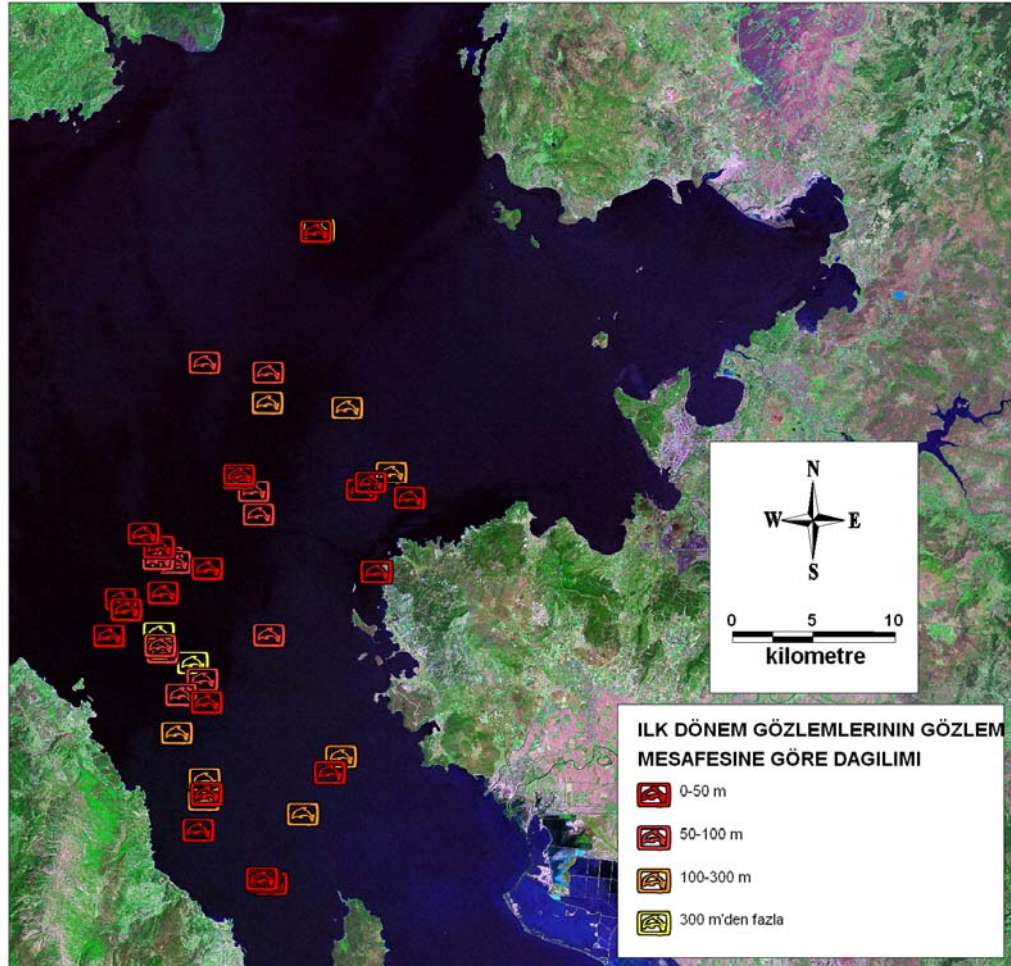 N
W E
S
0 5 10
kilometre
ILK DÖNEM GÖZLEMLERININ GÖZLEM
MESAFESINE GÖRE DAGILIMI
0-50 m
50-100 m
100-300 m
300 m'den fazla